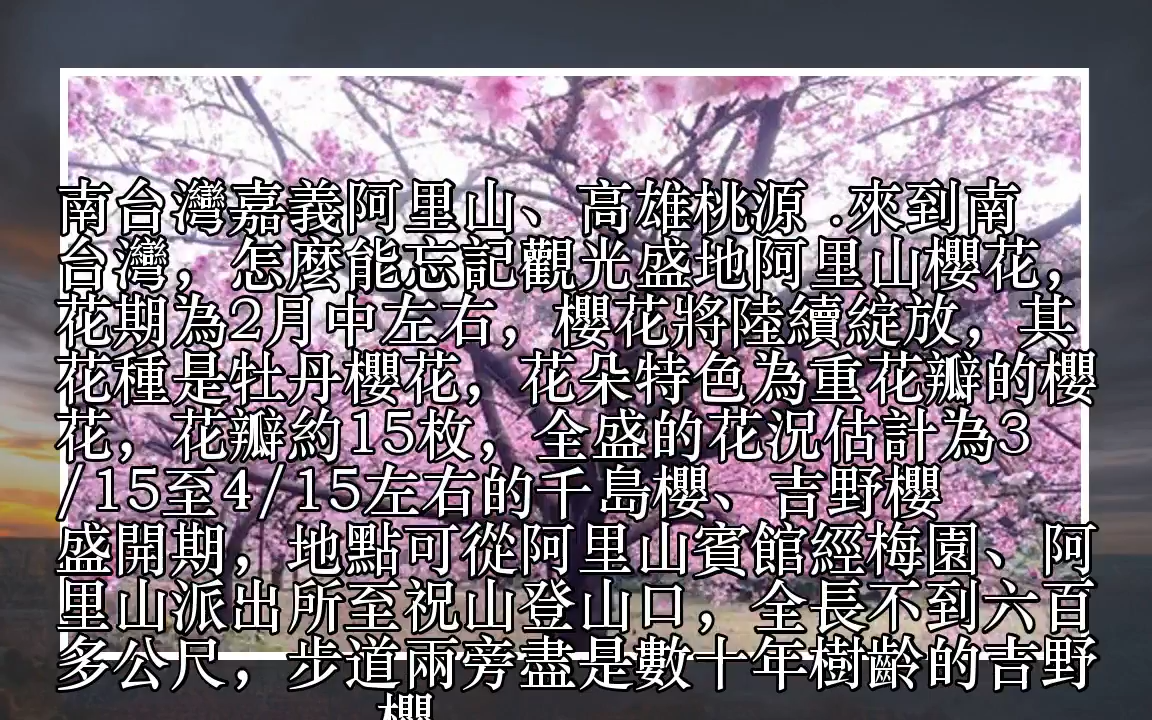 南台灣嘉義阿里山、高雄桃源 .來到南
台灣，怎麼能忘記觀光盛地阿里山櫻花，
花期為2月中左右，櫻花將陸續綻放，其
花種是牡丹櫻花，花朵特色為重花瓣的櫻
花，花瓣約15枚，全盛的花況估計為3
/15至4/15左右的千島櫻、吉野櫻
盛開期，地點可從阿里山賓館經梅園、阿
里山派出所至祝山登山口，全長不到六百
多公尺，步道兩旁盡是數十年樹齡的吉野
櫻